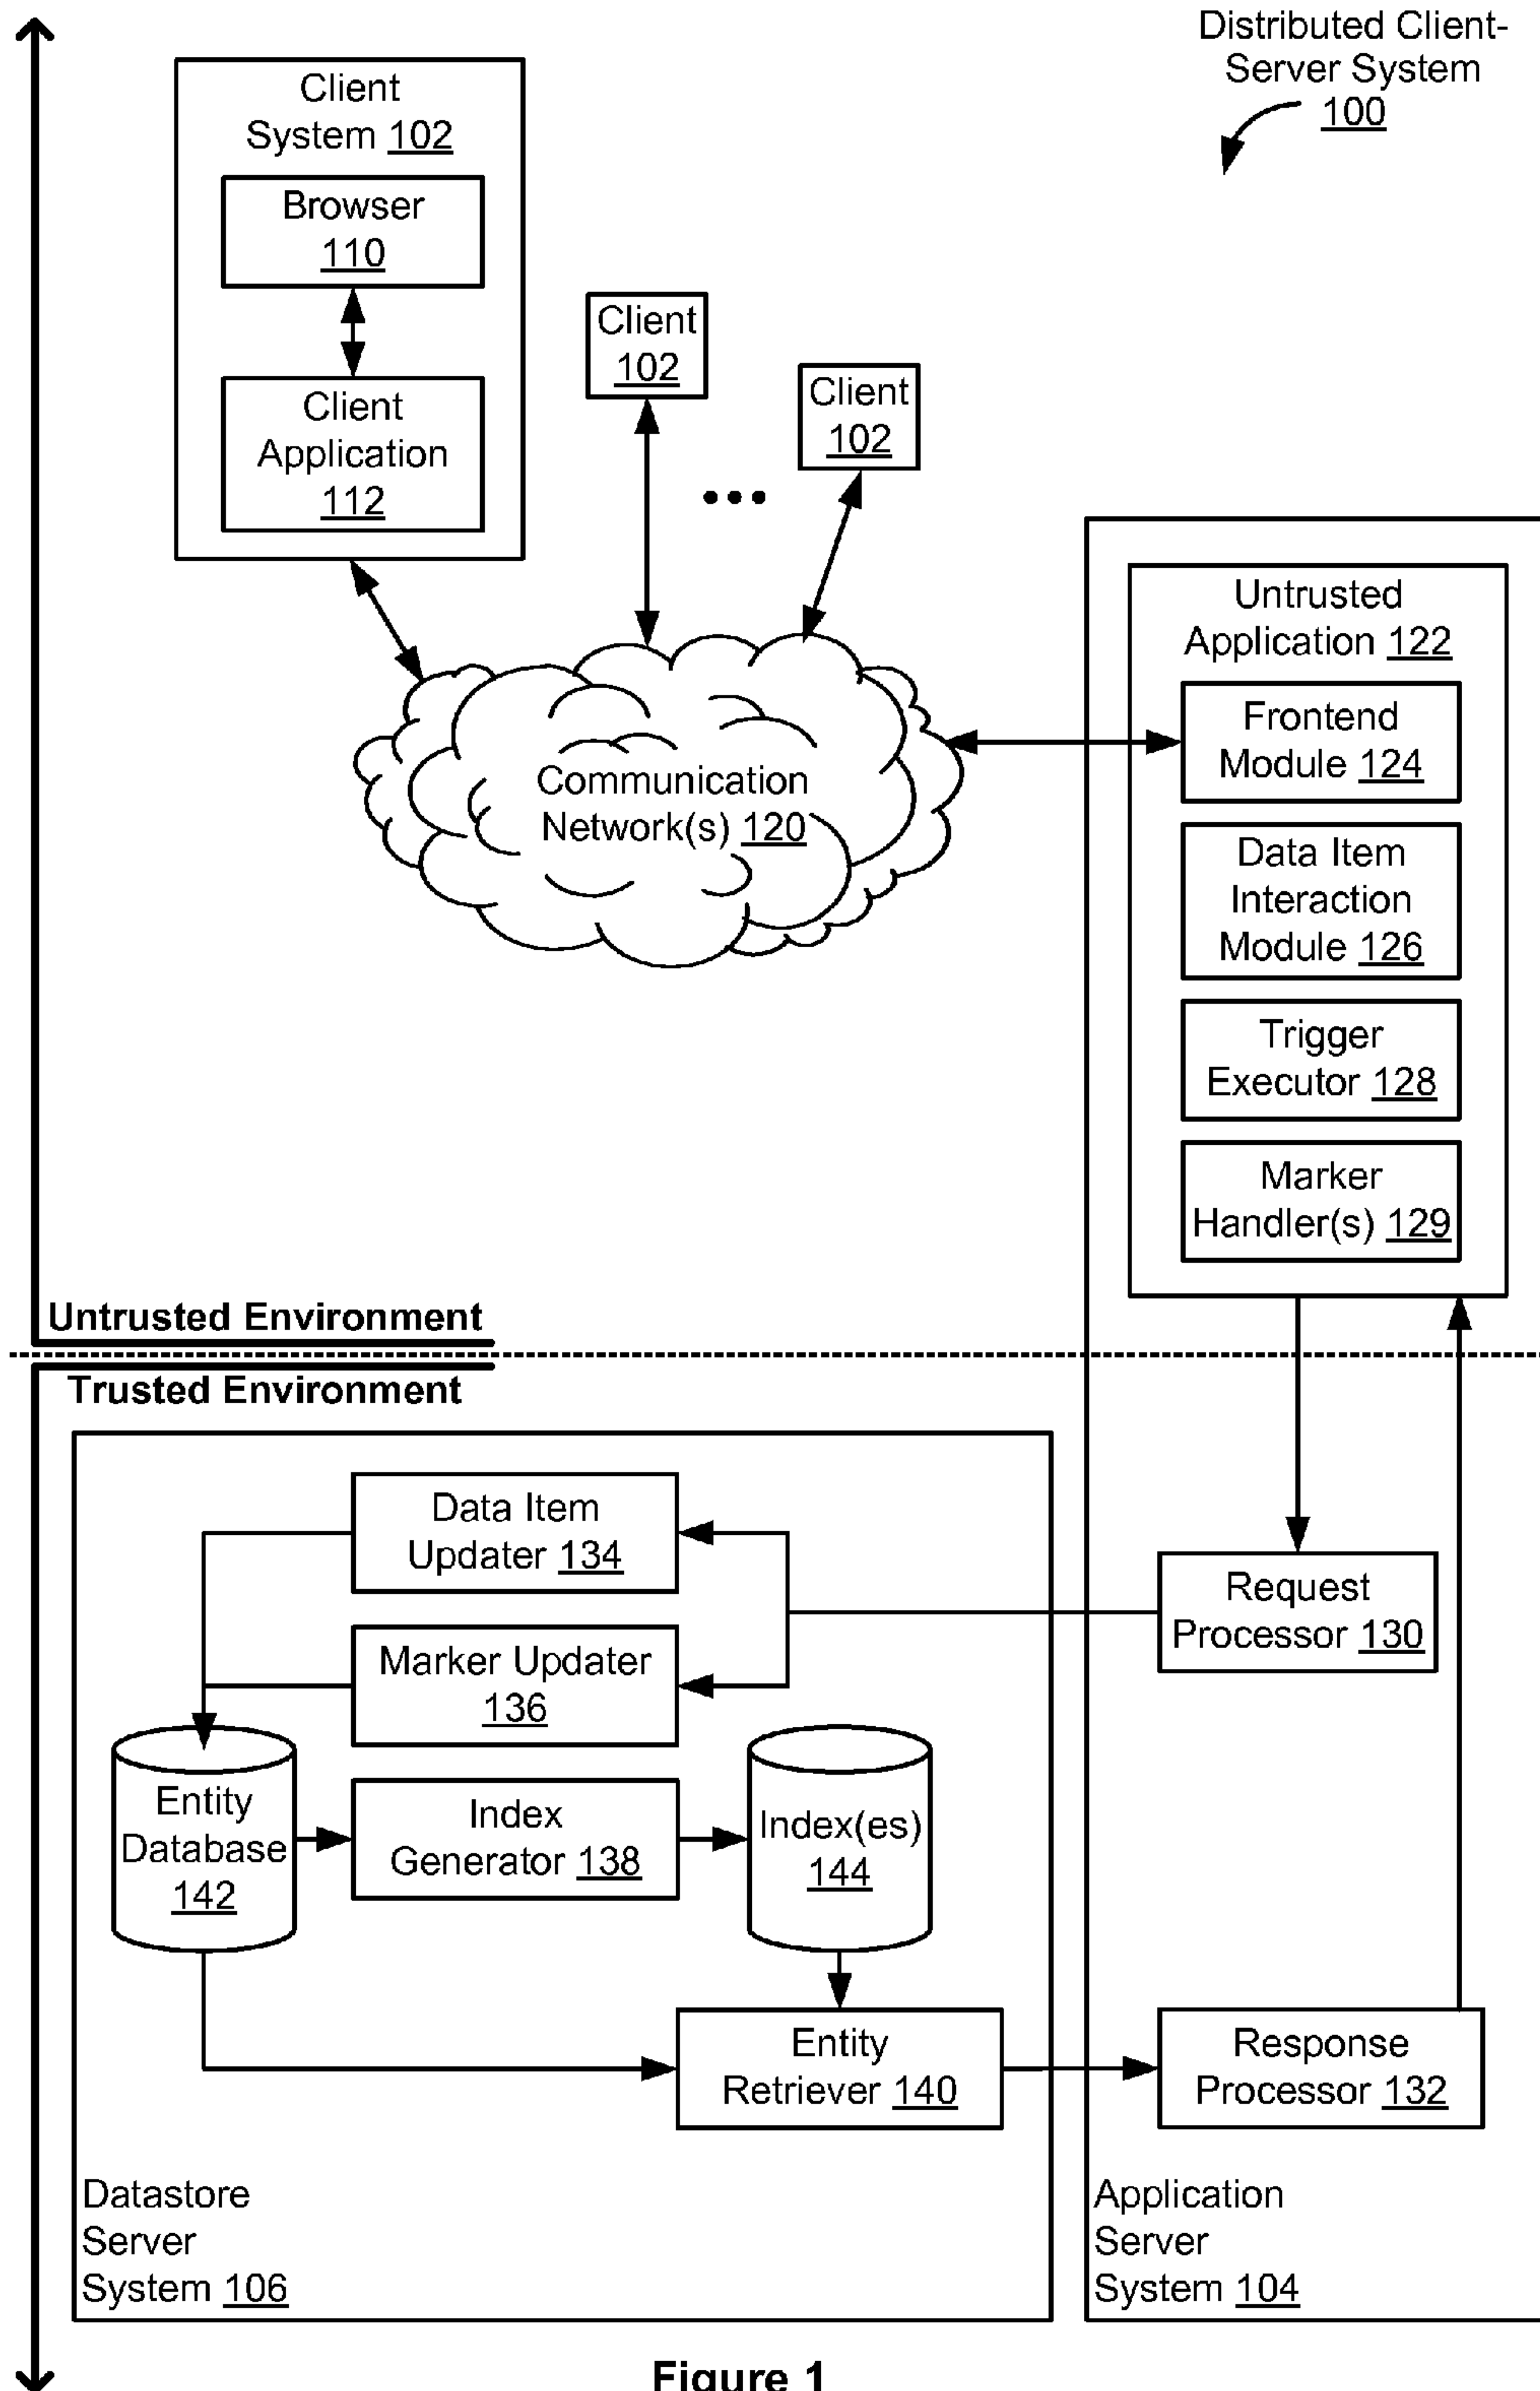 Distributed Client-
Server System
100
Client
System 102
Browser
110
Client
Application
112
Client
102
Client
102
Communication
Network(s) 120
Untrusted
Application 122
Frontend
Module 124
Data Item
Interaction
Module 126
Trigger
Executor 128
Marker
Handler(s) 129
Untrusted Environment
Trusted Environment
Data Item
Updater 134
Marker Updater
136
Request
Processor 130
Entity
Database
142
Index
Generator 138
Index(es)
144
Entity
Retriever 140
Response
Processor 132
Datastore
Server
System 106
Application
Server
System 104
Figure 1